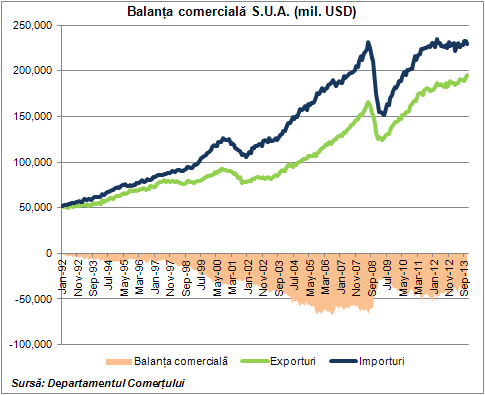 Balanța comercială S.U.A. (mil. USD)
250,000
200,000
150,000
100,000
50,000
0
-50,000
-100,000
Jan-92
Nov-92
Sep-93
Jul-94
May-95
Mar-96
Jan-97
Nov-97
Sep-98
Jul-99
May-00
Mar-01
Jan-02
Nov-02
Sep-03
Jul-04
May-05
Mar-06
Jan-07
Nov-07
Sep-08
Jul-09
May-10
Mar-11
Jan-12
Nov-12
Sep-13
Balanța comercială Exporturi Importuri
Sursă: Departamentul Comerțului